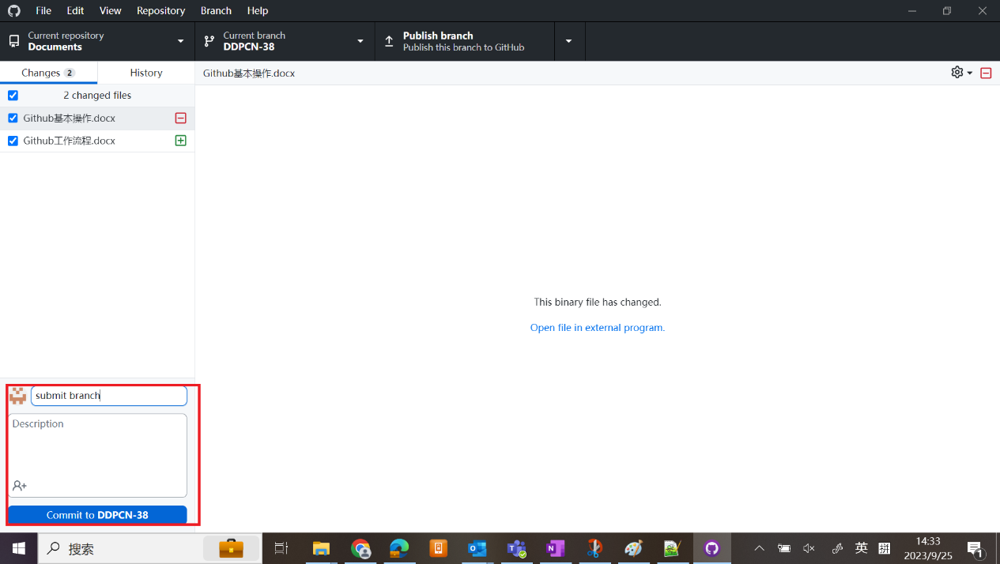 File Edit View Repository Branch Help
Current repository
Documents
Current branch
DDPCN-38
Publish branch
Publish this branch to GitHub
Changes 2
History
Github基本操作.docx
2 changed files
Github基本操作.docx
Github工作流程.docx
This binary file has changed.
Open file in external program.
submit branch
Description
Commit to DDPCN-38
搜索
英
拼
14:33
2023/9/25
1